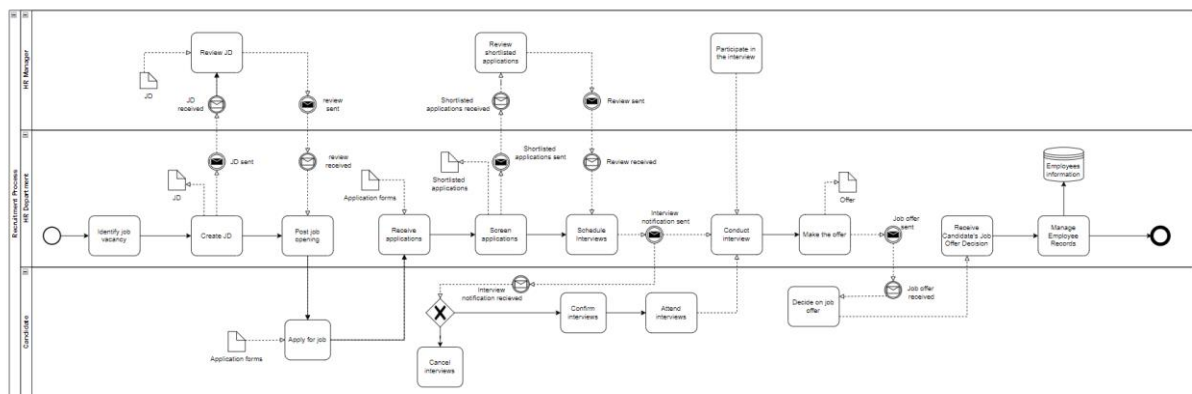 Recruitment Process
HR Manager
HR Department
Candidate
Review JD
JD
JD
received
review
sent
Review
shortlisted
applications
Shortlisted
applications received
Review sent
Participate in
the interview
JD sent
review
received
JD
Application forms
Shortlisted
applications
Shortlisted
applications sent
Review received
Offer
Employees
information
Identify job
vacancy
Create JD
Post job
opening
Receive
applications
Screen
applications
Schedule
Interviews
Interview
notification sent
Conduct
interview
Make the offer
Job offer
sent
Receive
Candidate's Job
Offer Decision
Manage
Employee
Records
Interview
notification recieved
Job offer
received
Decide on job
offer
Confirm
interviews
Attend
interviews
Application forms
Apply for job
Cancel
interviews